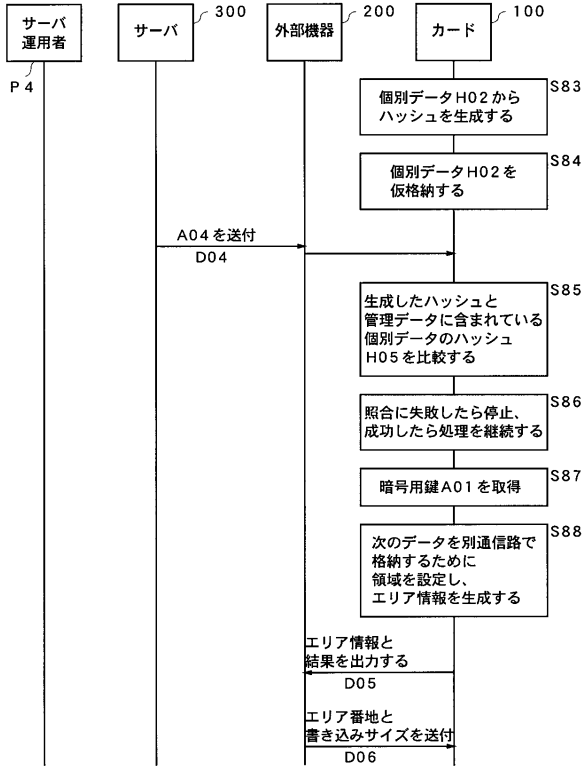 サーバ
運用者
P4
サーバ
300
外部機器
200
カード
100
S83
個別データH02から
ハッシュを生成する
S84
個別データH02を
仮格納する
A04を送付
D04
S85
生成したハッシュと
管理データに含まれている
個別データのハッシュ
H05を比較する
S86
照合に失敗したら停止、
成功したら処理を継続する
S87
暗号用鍵A01を取得
S88
次のデータを別通信路で
格納するために
領域を設定し、
エリア情報を生成する
エリア情報と
結果を出力する
D05
エリア番地と
書き込みサイズを送付
D06